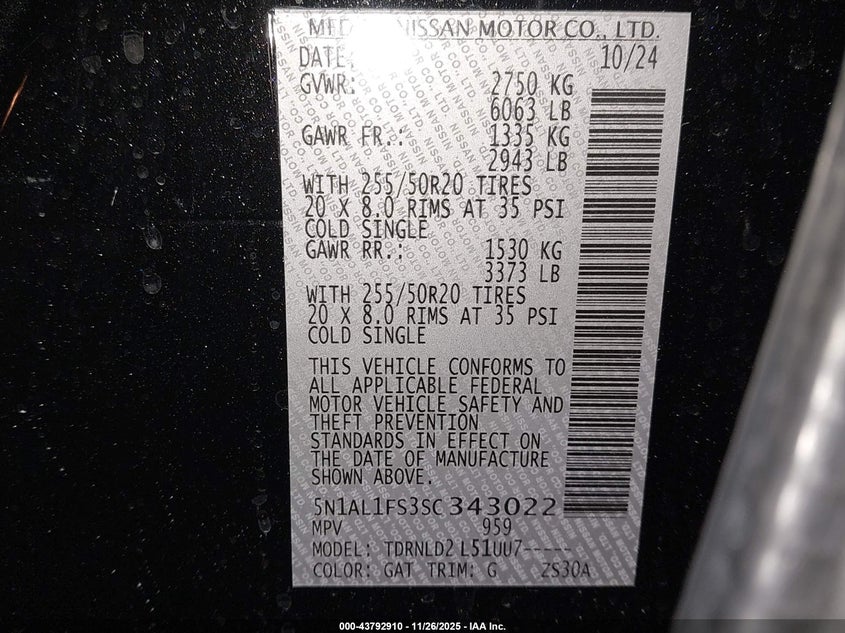 MFD NISSAN MOTOR CO., LTD.
DATE: 10/24
GVWR: 2750 KG
6063 LB
GAWR FR.: 1335 KG
2943 LB
WITH 255/50R20 TIRES
20 X 8.0 RIMS AT 35 PSI
COLD SINGLE
GAWR RR.: 1530 KG
3373 LB
WITH 255/50R20 TIRES
20 X 8.0 RIMS AT 35 PSI
COLD SINGLE
THIS VEHICLE CONFORMS TO
ALL APPLICABLE FEDERAL
MOTOR VEHICLE SAFETY AND
THEFT PREVENTION
STANDARDS IN EFFECT ON
THE DATE OF MANUFACTURE
SHOWN ABOVE.
5N1AL1FS3SC343022
MPV 959
MODEL: TDRNLD2 L51UU7-----
COLOR: GAT TRIM: G ZS30A
000-43792910 - 11/26/2025 - IAA Inc.